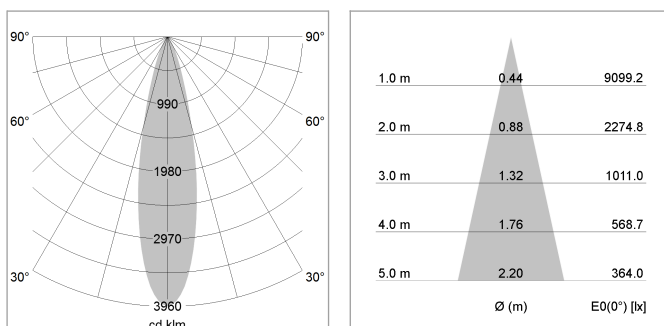 90° 90°
990
60° 60°
1980
2970
30° 30°
3960
cd klm
1.0 m 0.44 9099.2
2.0 m 0.88 2274.8
3.0 m 1.32 1011.0
4.0 m 1.76 568.7
5.0 m 2.20 364.0
Ø (m) E0(0°) [lx]